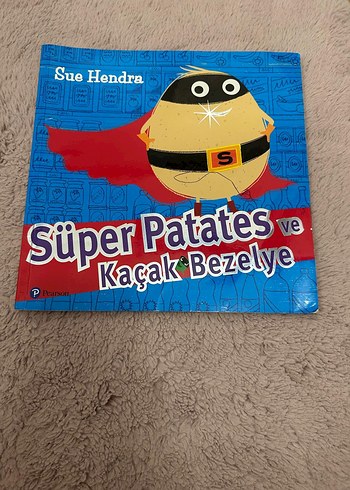 Sue Hendra
S
Süper Patates ve
Kaçak Bezelye
P Pearson